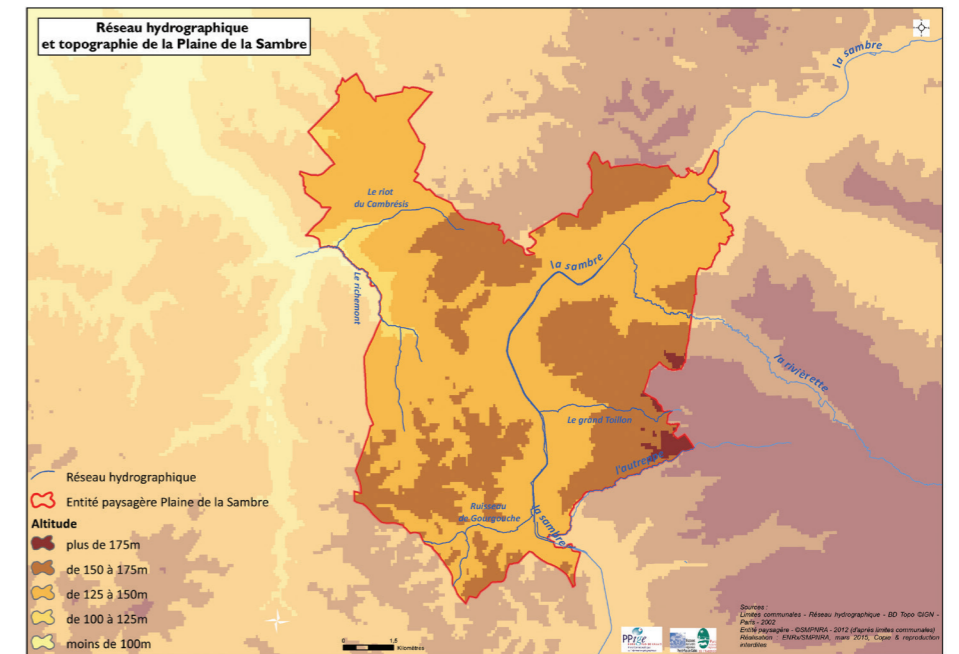 Réseau hydrographique
et topographie de la Plaine de la Sambre
la sambre
Le riot
du Cambrésis
la sambre
Le richemont
la rivièrette
Le grand Toillon
l'autreppe
Ruisseau
de Gourgouche
la sambre
Réseau hydrographique
Entité paysagère Plaine de la Sambre
Altitude
plus de 175m
de 150 à 175m
de 125 à 150m
de 100 à 125m
moins de 100m
0 1,5
Kilomètres
PPige
Sources :
Limites communales - Réseau hydrographique - BD Topo ©IGN -
Paris - 2002
Entité paysagère - ©SMPNRA - 2012 (d'après limites communales)
Réalisation : ENRx/SMPNRA, mars 2015, Copie & reproduction
interdites